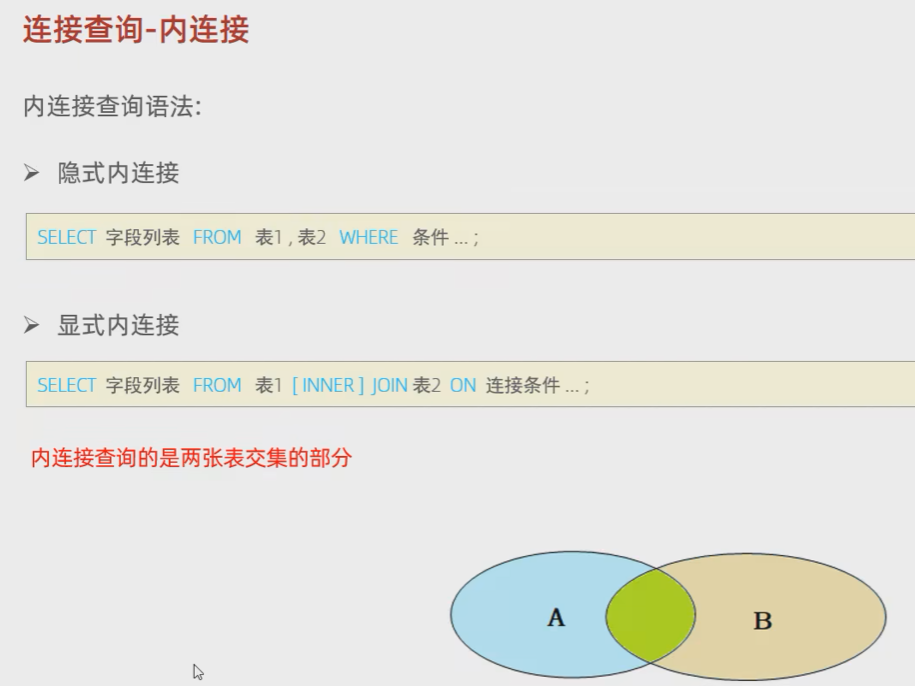 连接查询-内连接
内连接查询语法:
➢ 隐式内连接
SELECT 字段列表 FROM 表1 , 表2 WHERE 条件 ... ;
➢ 显式内连接
SELECT 字段列表 FROM 表1 [ INNER ] JOIN 表2 ON 连接条件 ... ;
内连接查询的是两张表交集的部分
A B